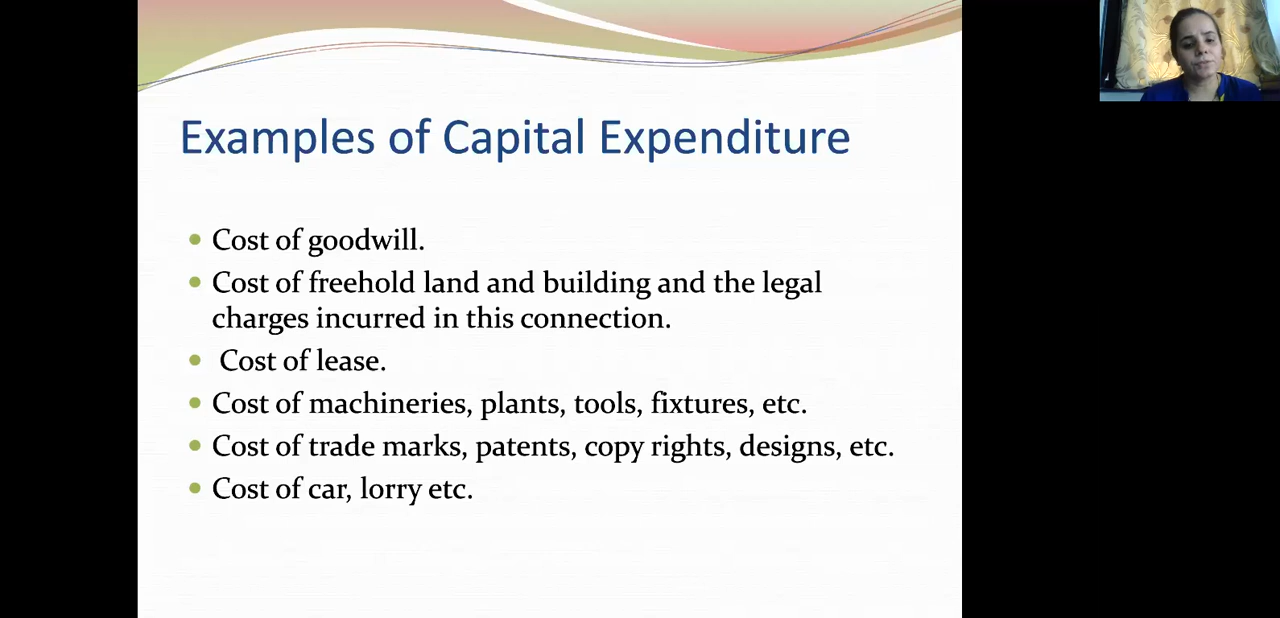 Examples of Capital Expenditure
• Cost of goodwill.
• Cost of freehold land and building and the legal
charges incurred in this connection.
• Cost of lease.
• Cost of machineries, plants, tools, fixtures, etc.
• Cost of trade marks, patents, copy rights, designs, etc.
• Cost of car, lorry etc.